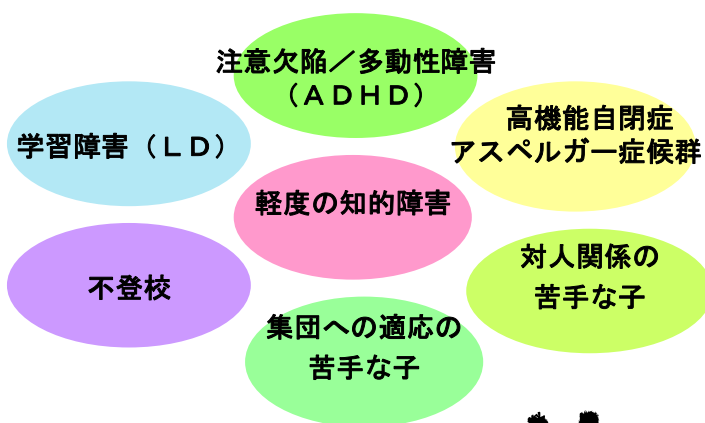 注意欠陥／多動性障害
（ＡＤＨＤ）
高機能自閉症
アスペルガー症候群
学習障害（ＬＤ）
軽度の知的障害
不登校
対人関係の
苦手な子
集団への適応の
苦手な子